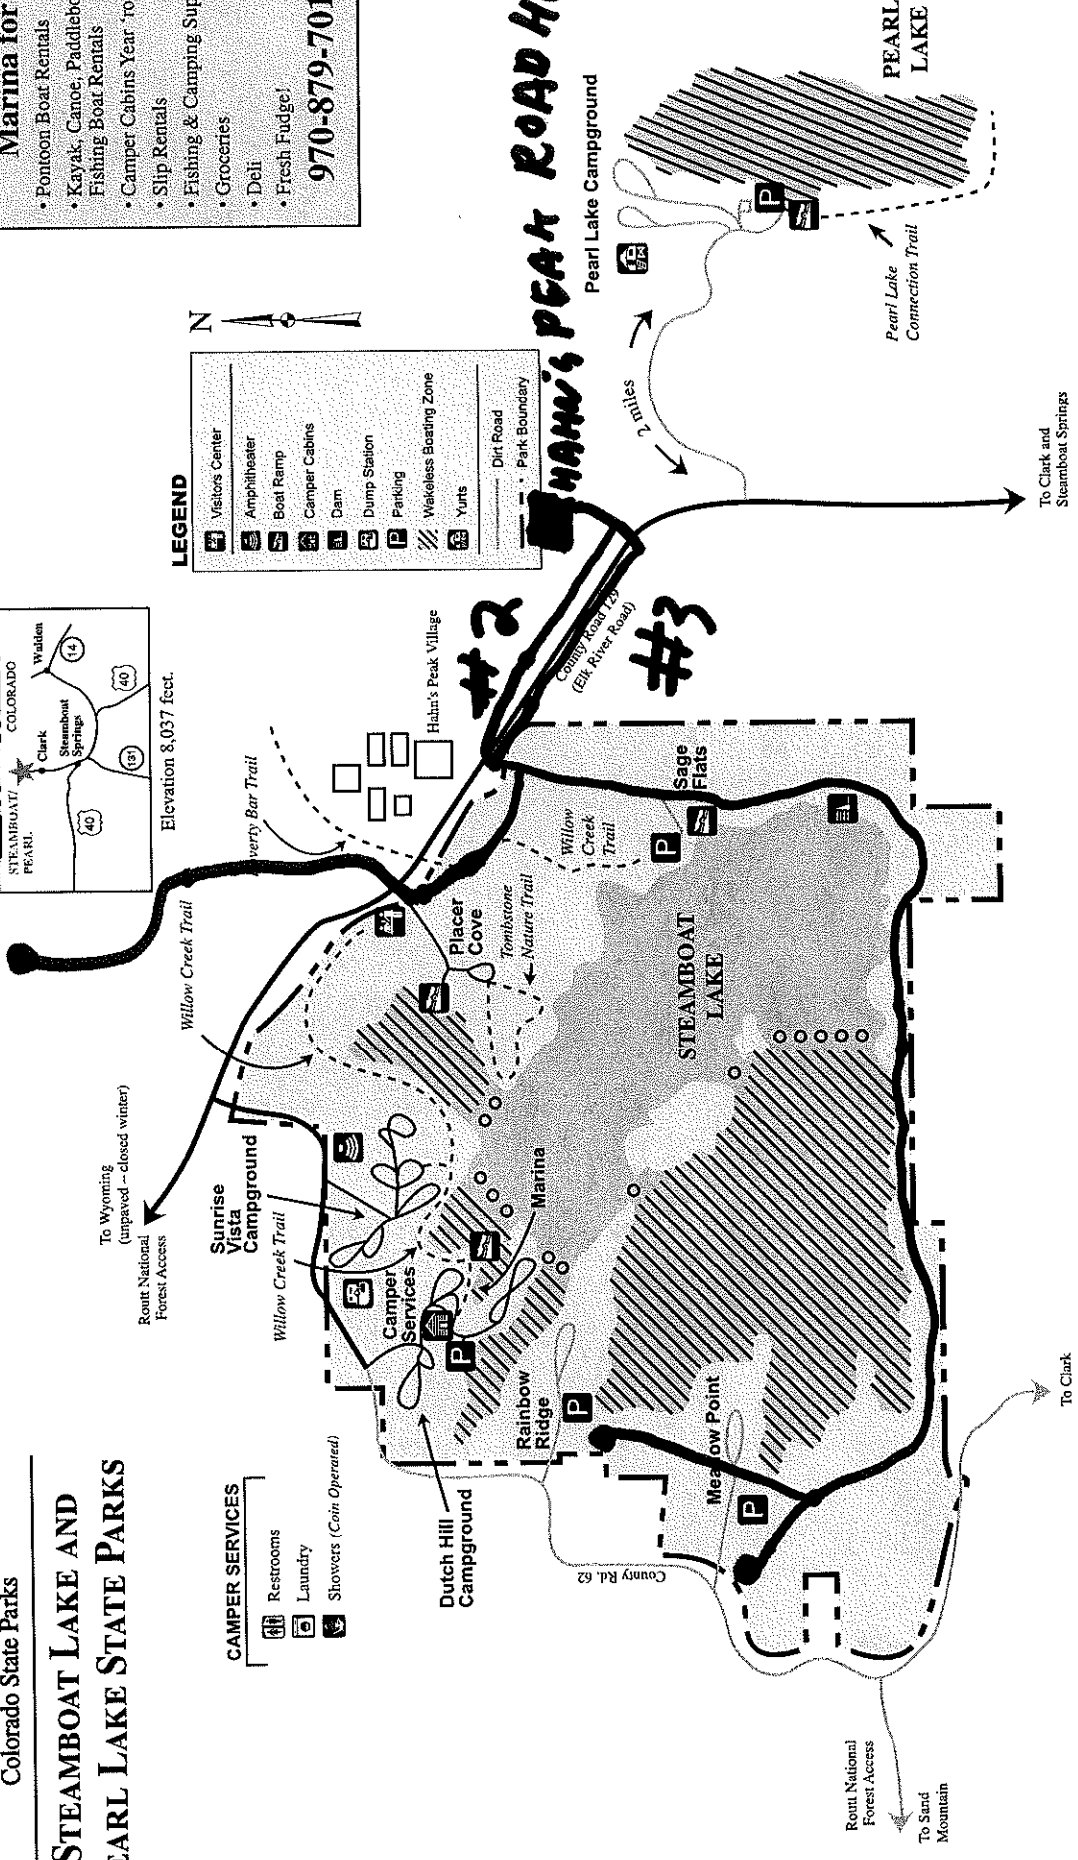 Colorado State Parks
STEAMBOAT LAKE AND
EARL LAKE STATE PARKS
CAMPER SERVICES
Restrooms
Laundry
Showers (Coin Operated)
To Wyoming
(unpaved – closed winter)
Routt National
Forest Access
STEAMBOAT/
PEARL
COLORADO
Clark
Steamboat
Springs
Walden
14
40
40
131
Elevation 8,037 feet.
Marina for
• Pontoon Boat Rentals
• Kayak, Canoe, Paddlebo
Fishing Boat Rentals
• Camper Cabins Year 'ro
• Slip Rentals
• Fishing & Camping Sup
• Groceries
• Deli
• Fresh Fudge!
970-879-701
N
LEGEND
Visitors Center
Amphitheater
Boat Ramp
Camper Cabins
Dam
Dump Station
P Parking
Wakeless Boating Zone
Yurts
Dirt Road
Park Boundary
Willow Creek Trail
verty Bar Trail
Hahn's Peak Village
#2
HAHN'S PEAK ROAD H
County Road 129
(Elk River Road)
#3
Sunrise
Vista
Campground
Willow Creek Trail
Camper
Services
P
Placer
Cove
Tombstone
Nature Trail
Willow
Creek
Trail
P
Sage
Flats
Marina
STEAMBOAT
LAKE
Dutch Hill
Campground
Rainbow
Ridge
P
Meadow Point
P
County Rd. 62
Routt National
Forest Access
To Sand
Mountain
To Clark
Pearl Lake Campground
2 miles
P
PEARL
LAKE
Pearl Lake
Connection Trail
To Clark and
Steamboat Springs